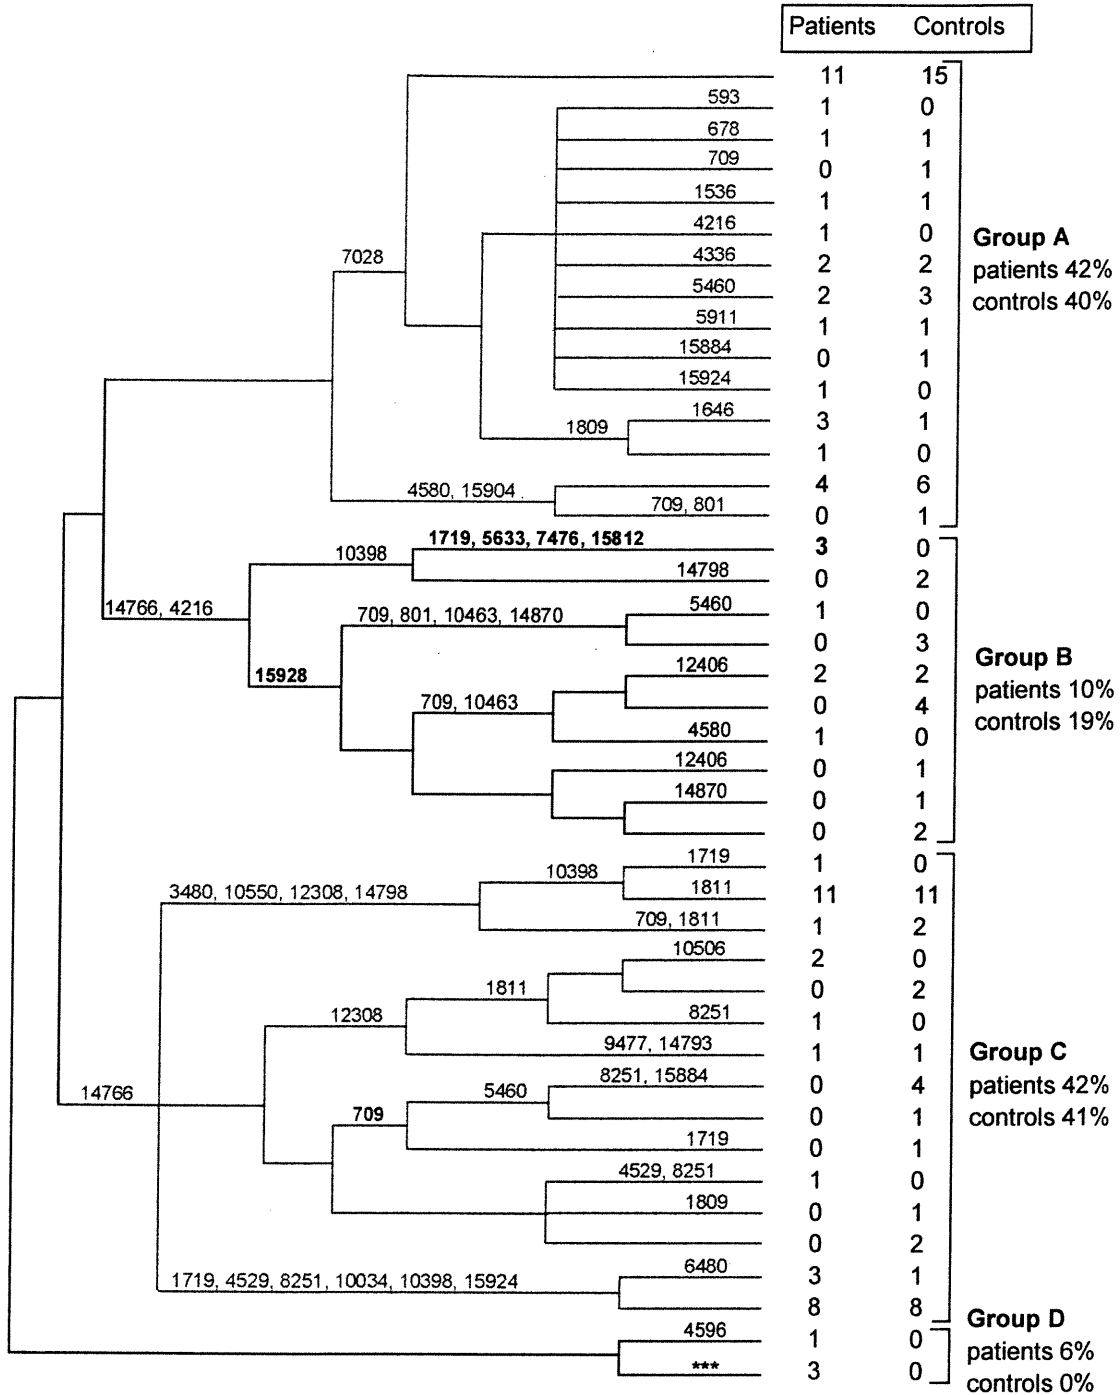 Patients Controls
11 15
593 1 0
678 1 1
709 0 1
1536 1 1
4216 1 0
Group A
7028
4336 2 2
patients 42%
5460 2 3
controls 40%
5911 1 1
15884 0 1
15924 1 0
1646 3 1
1809
1 0
4580, 15904
4 6
709, 801 0 1
1719, 5633, 7476, 15812 3 0
10398
14798 0 2
14766, 4216
5460 1 0
709, 801, 10463, 14870
0 3
Group B
15928
12406 2 2
patients 10%
709, 10463
0 4
controls 19%
4580 1 0
12406 0 1
14870 0 1
0 2
1719 1 0
10398
3480, 10550, 12308, 14798
1811 11 11
709, 1811 1 2
10506 2 0
1811
0 2
12308
8251 1 0
9477, 14793 1 1
Group C
14766
8251, 15884 0 4
patients 42%
5460
0 1
controls 41%
709
1719 0 1
4529, 8251 1 0
1809 0 1
0 2
1719, 4529, 8251, 10034, 10398, 15924
6480 3 1
8 8
Group D
4596 1 0
patients 6%
*** 3 0
controls 0%